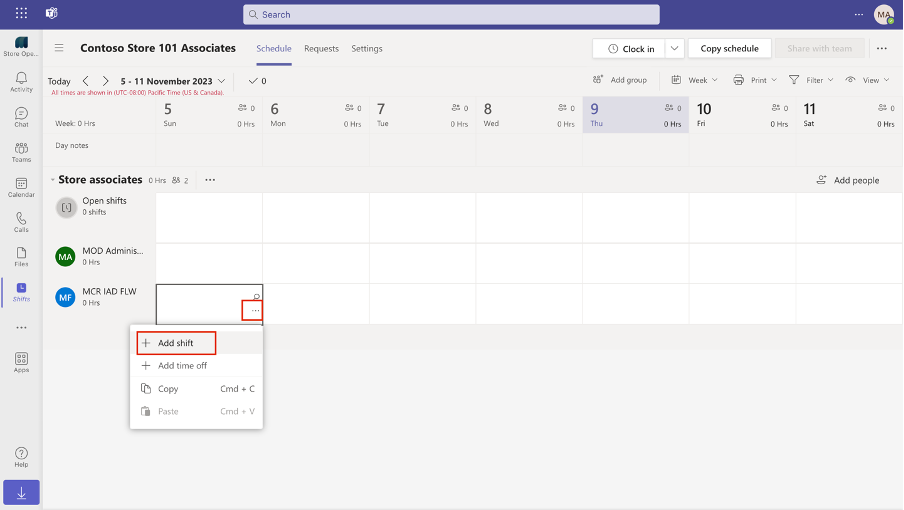 Search
MA
Store Ope...
Activity
Chat
Teams
Calendar
Calls
Files
Shifts
Apps
Help
Contoso Store 101 Associates
Schedule
Requests
Settings
Clock in
Copy schedule
Share with team
Today
5 - 11 November 2023
0
All times are shown in (UTC-08:00) Pacific Time (US & Canada).
Add group
Week
Print
Filter
View
Week: 0 Hrs
5 0
Sun 0 Hrs
6 0
Mon 0 Hrs
7 0
Tue 0 Hrs
8 0
Wed 0 Hrs
9 0
Thu 0 Hrs
10 0
Fri 0 Hrs
11 0
Sat 0 Hrs
Day notes
Store associates 0 Hrs 2 ...
Add people
Open shifts
0 shifts
MA
MOD Adminis...
0 Hrs
MF
MCR IAD FLW
0 Hrs
Add shift
Add time off
Copy Cmd + C
Paste Cmd + V